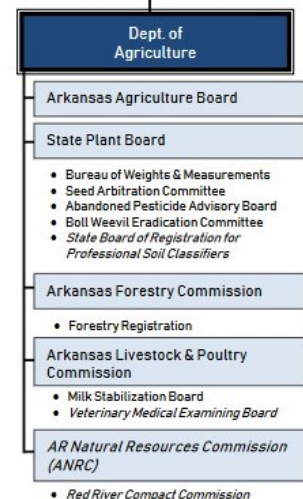 Dept. of
Agriculture
Arkansas Agriculture Board
State Plant Board
• Bureau of Weights & Measurements
• Seed Arbitration Committee
• Abandoned Pesticide Advisory Board
• Boll Weevil Eradication Committee
• State Board of Registration for
Professional Soil Classifiers
Arkansas Forestry Commission
• Forestry Registration
Arkansas Livestock & Poultry
Commission
• Milk Stabilization Board
• Veterinary Medical Examining Board
AR Natural Resources Commission
(ANRC)
• Red River Compact Commission